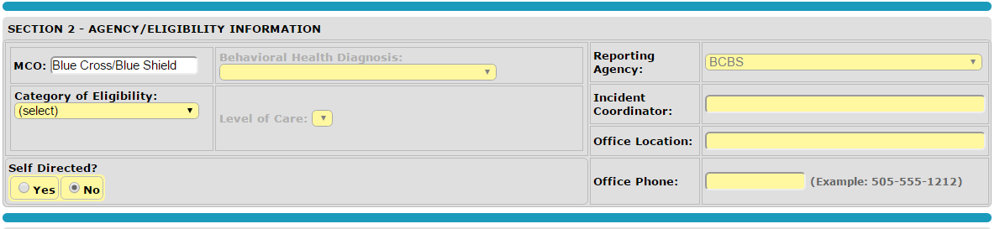 SECTION 2 - AGENCY/ELIGIBILITY INFORMATION
MCO: Blue Cross/Blue Shield
Behavioral Health Diagnosis:
Category of Eligibility:
(select)
Level of Care:
Self Directed?
Yes No
Reporting
Agency:
BCBS
Incident
Coordinator:
Office Location:
Office Phone: (Example: 505-555-1212)